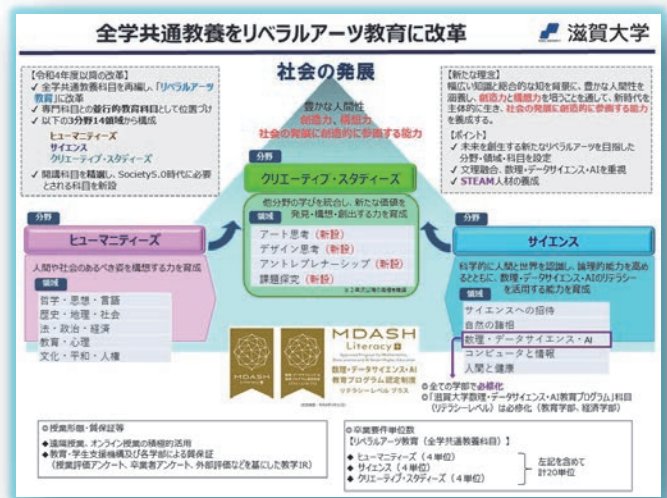 全学共通教養をリベラルアーツ教育に改革
滋賀大学
【令和4年度以降の改革】
✓ 全学共通教養科目を再編し、「リベラルアーツ
教育」に改革
✓ 専門科目との並行的教育科目として位置づけ
✓ 以下の3分野14領域から構成
ヒューマニティーズ
サイエンス
クリエーティブ・スタディーズ
✓ 開講科目を精選し、Society5.0時代に必要
とされる科目を新設
社会の発展
豊かな人間性
創造力、構想力
社会の発展に創造的に参画する能力
【新たな理念】
幅広い知識と総合的な知を背景に、豊かな人間性を
涵養し、創造力と構想力を培うことを通して、新時代を
主体的に生き、社会の発展に創造的に参画する能力
を養成する。
【ポイント】
✓ 未来を創生する新たなリベラルアーツを目指した
分野・領域・科目を設定
✓ 文理融合、数理・データサイエンス・AIを重視
✓ STEAM人材の養成
分野
クリエーティブ・スタディーズ
他分野の学びを統合し、新たな価値を
発見・構想・創出する力を育成
領域
アート思考(新設)
デザイン思考(新設)
アントレプレナーシップ(新設)
課題探究(新設)
分野
ヒューマニティーズ
人間や社会のあるべき姿を構想する力を育成
領域
哲学・思想・言語
歴史・地理・社会
法・政治・経済
教育・心理
文化・平和・人権
分野
サイエンス
科学的に人間と世界を認識し、論理的能力を高め
るとともに、数理・データサイエンス・AIのリテラシー
を活用する能力を育成
領域
サイエンスへの招待
自然の諸相
数理・データサイエンス・AI
コンピュータと情報
人間と健康
MDASH
Literacy+
数理・データサイエンス・AI
教育プログラム認定制度
リテラシーレベル プラス
◎全ての学部で必修化
◎「滋賀大学数理・データサイエンス・AI教育プログラム」科目
(リテラシーレベル)は必修化(教育学部、経済学部)
◎授業形態・質保証等
◆遠隔授業、オンライン授業の積極的活用
◆教育・学生支援機構及び各学部による質保証
(授業評価アンケート、卒業者アンケート、外部評価などを基にした教学IR)
◎卒業要件単位数
【リベラルアーツ教育(全学共通教養科目)】
◆ ヒューマニティーズ(4単位)
◆ サイエンス(4単位)
◆ クリエイティブ・スタディーズ(4単位)
左記を含めて
計20単位